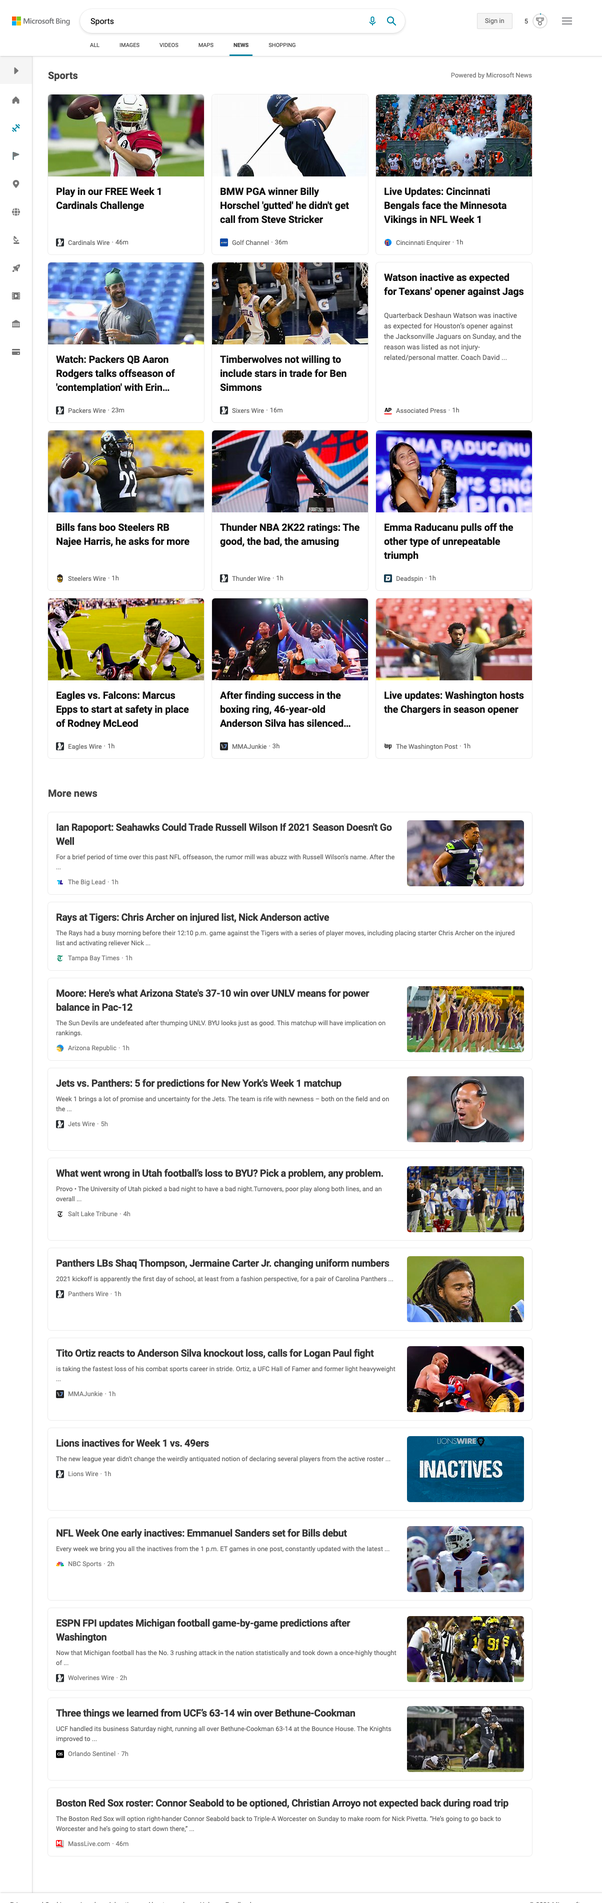 Microsoft Bing
Sports
Sign in
5
ALL IMAGES VIDEOS MAPS NEWS SHOPPING
Sports
Powered by Microsoft News
Play in our FREE Week 1
Cardinals Challenge
Cardinals Wire · 46m
BMW PGA winner Billy
Horschel 'gutted' he didn't get
call from Steve Stricker
Golf Channel · 36m
Live Updates: Cincinnati
Bengals face the Minnesota
Vikings in NFL Week 1
Cincinnati Enquirer · 1h
Watch: Packers QB Aaron
Rodgers talks offseason of
'contemplation' with Erin...
Packers Wire · 23m
Timberwolves not willing to
include stars in trade for Ben
Simmons
Sixers Wire · 16m
Watson inactive as expected
for Texans' opener against Jags
Quarterback Deshaun Watson was inactive
as expected for Houston's opener against
the Jacksonville Jaguars on Sunday, and the
reason was listed as not injury-
related/personal matter. Coach David ...
AP Associated Press · 1h
22
Bills fans boo Steelers RB
Najee Harris, he asks for more
Steelers Wire · 1h
Thunder NBA 2K22 ratings: The
good, the bad, the amusing
Thunder Wire · 1h
EMMA RADUCANU
Emma Raducanu pulls off the
other type of unrepeatable
triumph
Deadspin · 1h
Eagles vs. Falcons: Marcus
Epps to start at safety in place
of Rodney McLeod
Eagles Wire · 1h
After finding success in the
boxing ring, 46-year-old
Anderson Silva has silenced...
MMAJunkie · 3h
Live updates: Washington hosts
the Chargers in season opener
wp The Washington Post · 1h
More news
Ian Rapoport: Seahawks Could Trade Russell Wilson If 2021 Season Doesn't Go
Well
For a brief period of time over this past NFL offseason, the rumor mill was abuzz with Russell Wilson's name. After the
...
The Big Lead · 1h
3
Rays at Tigers: Chris Archer on injured list, Nick Anderson active
The Rays had a busy morning before their 12:10 p.m. game against the Tigers with a series of player moves, including placing starter Chris Archer on the injured
list and activating reliever Nick ...
Tampa Bay Times · 1h
Moore: Here's what Arizona State's 37-10 win over UNLV means for power
balance in Pac-12
The Sun Devils are undefeated after thumping UNLV. BYU looks just as good. This matchup will have implication on
rankings.
Arizona Republic · 1h
Jets vs. Panthers: 5 for predictions for New York's Week 1 matchup
Week 1 brings a lot of promise and uncertainty for the Jets. The team is rife with newness – both on the field and on
the ...
Jets Wire · 5h
What went wrong in Utah football's loss to BYU? Pick a problem, any problem.
Provo • The University of Utah picked a bad night to have a bad night.Turnovers, poor play along both lines, and an
overall ...
Salt Lake Tribune · 4h
Panthers LBs Shaq Thompson, Jermaine Carter Jr. changing uniform numbers
2021 kickoff is apparently the first day of school, at least from a fashion perspective, for a pair of Carolina Panthers ...
Panthers Wire · 1h
Tito Ortiz reacts to Anderson Silva knockout loss, calls for Logan Paul fight
is taking the fastest loss of his combat sports career in stride. Ortiz, a UFC Hall of Famer and former light heavyweight
...
MMAJunkie · 1h
Lions inactives for Week 1 vs. 49ers
The new league year didn't change the weirdly antiquated notion of declaring several players from the active roster ...
Lions Wire · 1h
LIONSWIRE
INACTIVES
NFL Week One early inactives: Emmanuel Sanders set for Bills debut
Every week we bring you all the inactives from the 1 p.m. ET games in one post, constantly updated with the latest ...
NBC Sports · 2h
1
ESPN FPI updates Michigan football game-by-game predictions after
Washington
Now that Michigan football has the No. 3 rushing attack in the nation statistically and took down a once-highly thought
of ...
Wolverines Wire · 2h
91
Three things we learned from UCF's 63-14 win over Bethune-Cookman
UCF handled its business Saturday night, running all over Bethune-Cookman 63-14 at the Bounce House. The Knights
improved to ...
OS Orlando Sentinel · 7h
11
Boston Red Sox roster: Connor Seabold to be optioned, Christian Arroyo not expected back during road trip
The Boston Red Sox will option right-hander Connor Seabold back to Triple-A Worcester on Sunday to make room for Nick Pivetta. "He's going to go back to
Worcester and he's going to start down there," ...
MassLive.com · 46m